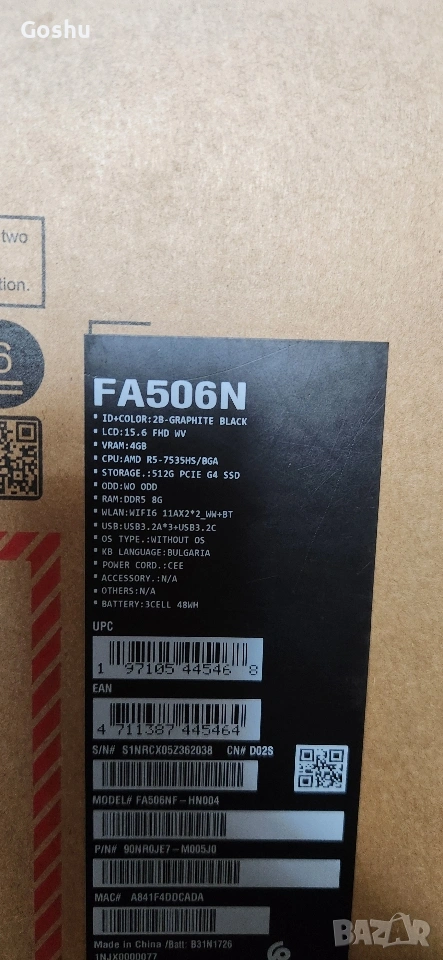 Goshu
two
tion.
FA506N
• ID+COLOR:2B-GRAPHITE BLACK
• LCD:15.6 FHD WV
• VRAM:4GB
• CPU:AMD R5-7535HS/BGA
• STORAGE.:512G PCIE G4 SSD
• ODD:WO ODD
• RAM:DDR5 8G
• WLAN:WIFI6 11AX2*2_WW+BT
• USB:USB3.2A*3+USB3.2C
• OS TYPE.:WITHOUT OS
• KB LANGUAGE:BULGARIA
• POWER CORD.:CEE
• ACCESSORY.:N/A
• OTHERS:N/A
• BATTERY:3CELL 48WH
UPC
1 97105 44546 8
EAN
4 711387 445464
S/N# S1NRCX05Z362038 CN# D02S
MODEL# FA506NF-HN004
P/N# 90NR0JE7-M005J0
MAC# A841F4DDCADA
Made in China /Batt: B31N1726
1NJX0000077
BAZAR